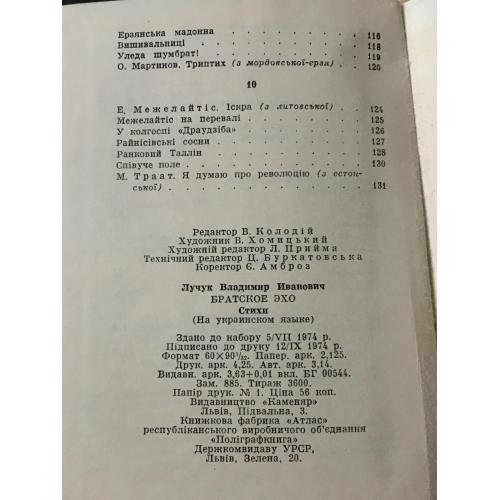 Ерзянська мадонна . . . . . . . . 116
Вишивальниці . . . . . . . . . 118
Уледа шумбрат! . . . . . . . . . 119
О. Мартинов. Триптих (з мордовської-ерзя) . . 120
10
Е. Межелайтіс. Іскра (з литовської) . . . . 124
Межелайтіс на перевалі . . . . . . . 125
У колгоспі «Драудзіба» . . . . . . . 126
Райнісівські сосни . . . . . . . . 127
Ранковий Таллін . . . . . . . . . 128
Співуче поле . . . . . . . . . . 130
М. Траат. Я думаю про революцію (з естон-
ської) . . . . . . . . . . . 131
Редактор В. Колодій
Художник В. Хомицький
Художній редактор Л. Прийма
Технічний редактор Ц. Буркатовська
Коректор Є. Амброз
Лучук Владимир Иванович
БРАТСКОЕ ЭХО
Стихи
(На украинском языке)
Здано до набору 5/VII 1974 р.
Підписано до друку 12/IX 1974 р.
Формат 60×90¹/₃₂. Папер. арк. 2,125.
Друк. арк. 4,25. Авт. арк. 3,14.
Видавн. арк. 3,63+0,01 вкл. БГ 00544.
Зам. 885. Тираж 3600.
Папір друк. № 1. Ціна 56 коп.
Видавництво «Каменяр»
Львів, Підвальна, 3.
Книжкова фабрика «Атлас»
республіканського виробничого об'єднання
«Поліграфкнига»
Держкомвидаву УРСР,
Львів, Зелена, 20.